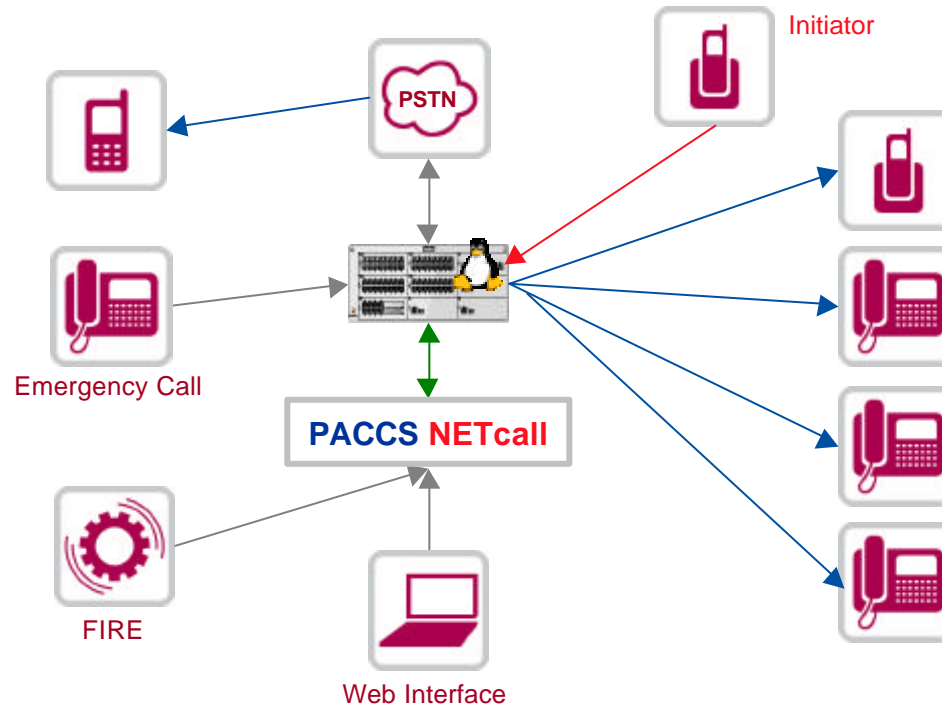 Initiator
PSTN
Emergency Call
PACCS NETcall
FIRE
Web Interface